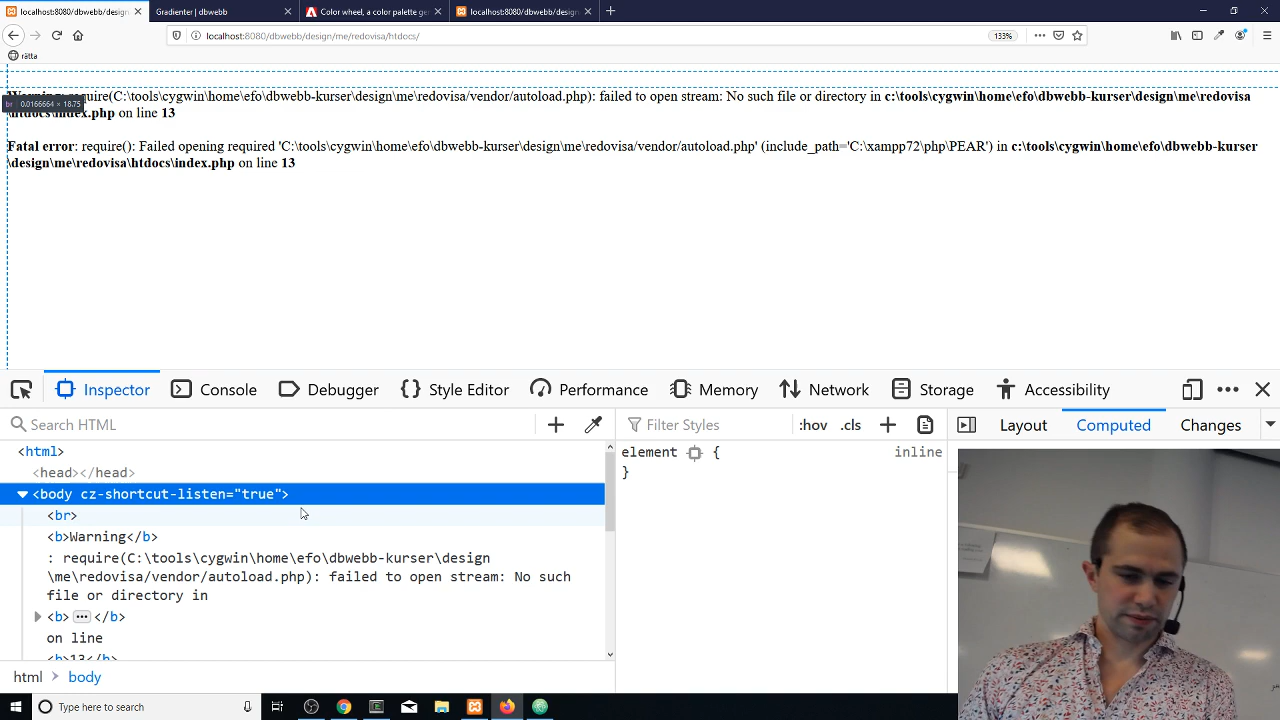 localhost:8080/dbwebb/design
Gradienter | dbwebb
Color wheel, a color palette gen
localhost:8080/dbwebb/design
localhost:8080/dbwebb/design/me/redovisa/htdocs/
133%
rätta
br 0.0166664 × 18.75
require(C:\tools\cygwin\home\efo\dbwebb-kurser\design\me\redovisa/vendor/autoload.php): failed to open stream: No such file or directory in c:\tools\cygwin\home\efo\dbwebb-kurser\design\me\redovisa
\htdocs\index.php on line 13
Fatal error: require(): Failed opening required 'C:\tools\cygwin\home\efo\dbwebb-kurser\design\me\redovisa/vendor/autoload.php' (include_path='C:\xampp72\php\PEAR') in c:\tools\cygwin\home\efo\dbwebb-kurser
\design\me\redovisa\htdocs\index.php on line 13
Inspector
Console
Debugger
Style Editor
Performance
Memory
Network
Storage
Accessibility
Search HTML
Filter Styles
:hov
.cls
Layout
Computed
Changes
<html>
<head></head>
<body cz-shortcut-listen="true">
<br>
<b>Warning</b>
: require(C:\tools\cygwin\home\efo\dbwebb-kurser\design
\me\redovisa/vendor/autoload.php): failed to open stream: No such
file or directory in
<b> ••• </b>
on line
<b>13</b>
element {
inline
}
html > body
Type here to search